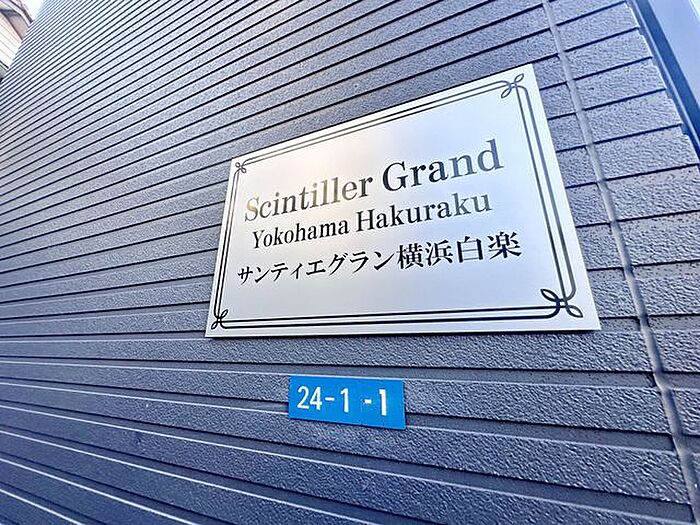 Scintiller Grand
Yokohama Hakuraku
サンティエグラン横浜白楽
24-1-1